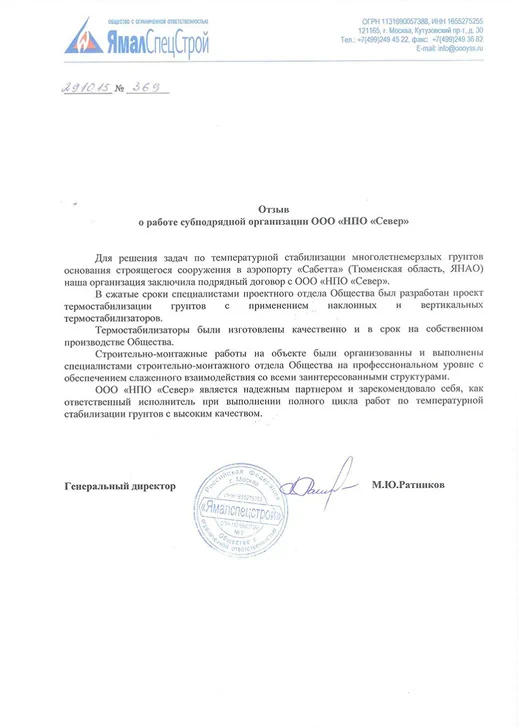 ОБЩЕСТВО С ОГРАНИЧЕННОЙ ОТВЕТСТВЕННОСТЬЮ
ЯмалСпецСтрой
ОГРН 1131690057388, ИНН 1655275255
121165, г. Москва, Кутузовский пр-т, д. 30
Тел.: +7(499)249 45 22, факс: +7(499)249 36 82
E-mail: info@oooyss.ru
291015 № 369
Отзыв
о работе субподрядной организации ООО «НПО «Север»
Для решения задач по температурной стабилизации многолетнемерзлых грунтов
основания строящегося сооружения в аэропорту «Сабетта» (Тюменская область, ЯНАО)
наша организация заключила подрядный договор с ООО «НПО «Север».
В сжатые сроки специалистами проектного отдела Общества был разработан проект
термостабилизации грунтов с применением наклонных и вертикальных
термостабилизаторов.
Термостабилизаторы были изготовлены качественно и в срок на собственном
производстве Общества.
Строительно-монтажные работы на объекте были организованны и выполнены
специалистами строительно-монтажного отдела Общества на профессиональном уровне с
обеспечением слаженного взаимодействия со всеми заинтересованными структурами.
ООО «НПО «Север» является надежным партнером и зарекомендовало себя, как
ответственный исполнитель при выполнении полного цикла работ по температурной
стабилизации грунтов с высоким качеством.
Генеральный директор
М.Ю.Ратников
Российская Федерация
г. Москва
ИНН 1655275255
«Ямалспецстрой»
Общество с
ограниченной ответственностью